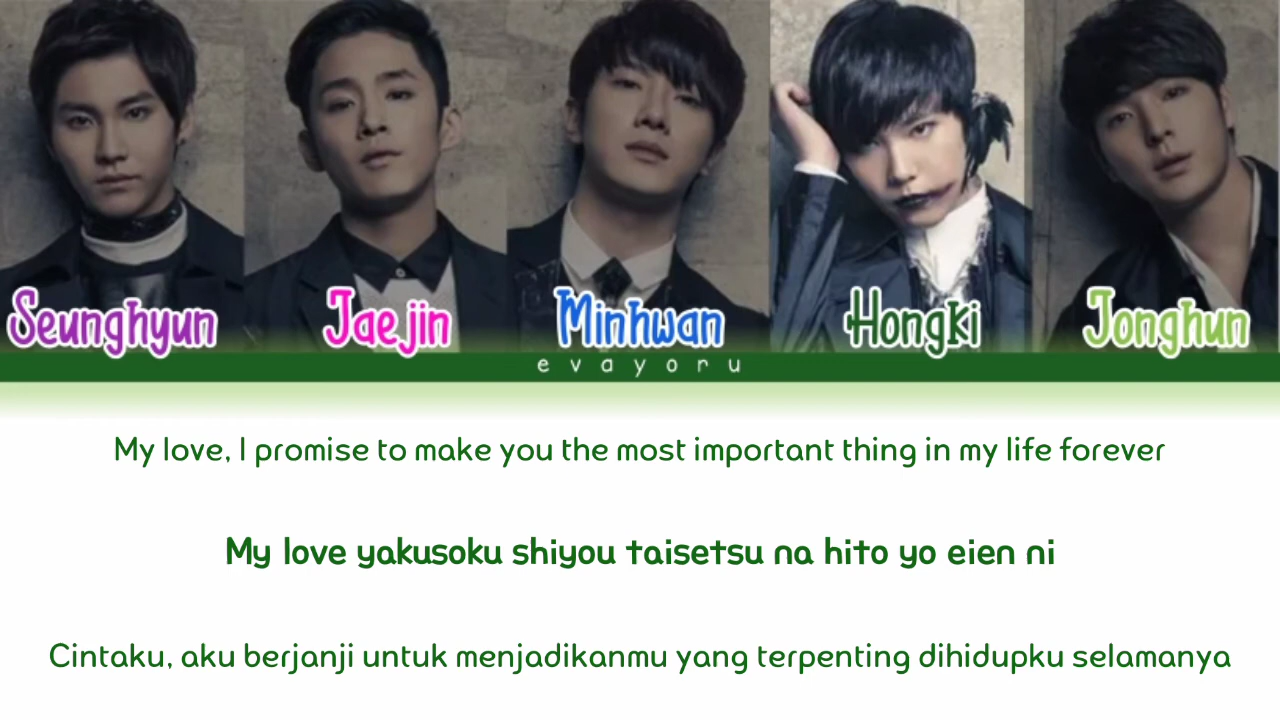 Seunghyun Jaejin Minhwan Hongki Jonghun
evayoru
My love, I promise to make you the most important thing in my life forever
My love yakusoku shiyou taisetsu na hito yo eien ni
Cintaku, aku berjanji untuk menjadikanmu yang terpenting dihidupku selamanya